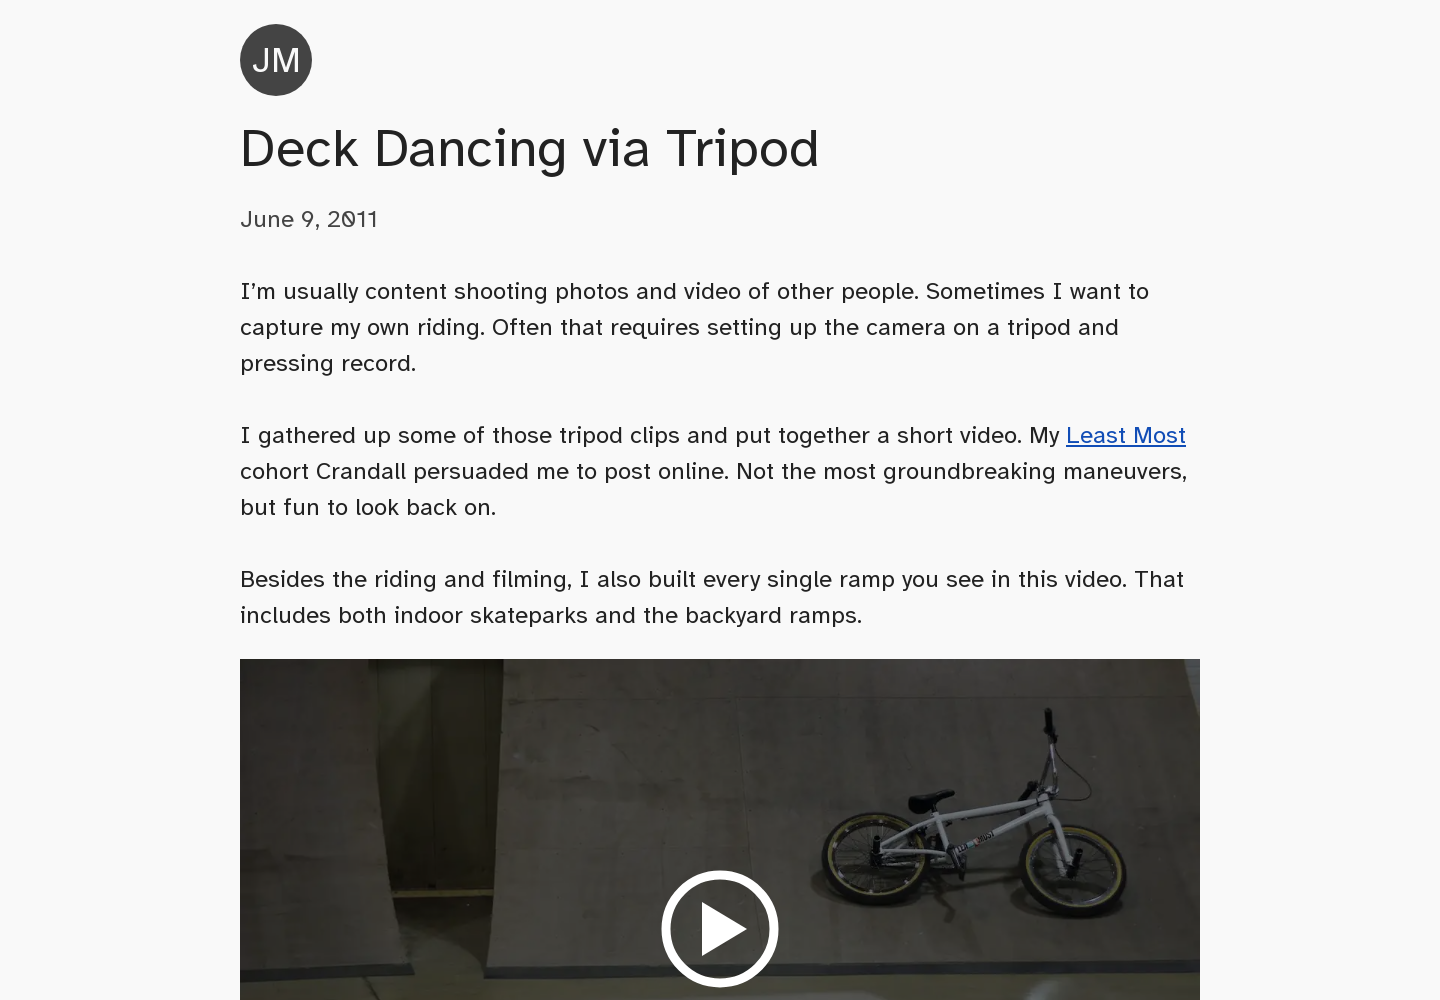 JM
Deck Dancing via Tripod
June 9, 2011
I’m usually content shooting photos and video of other people. Sometimes I want to
capture my own riding. Often that requires setting up the camera on a tripod and
pressing record.
I gathered up some of those tripod clips and put together a short video. My Least Most
cohort Crandall persuaded me to post online. Not the most groundbreaking maneuvers,
but fun to look back on.
Besides the riding and filming, I also built every single ramp you see in this video. That
includes both indoor skateparks and the backyard ramps.